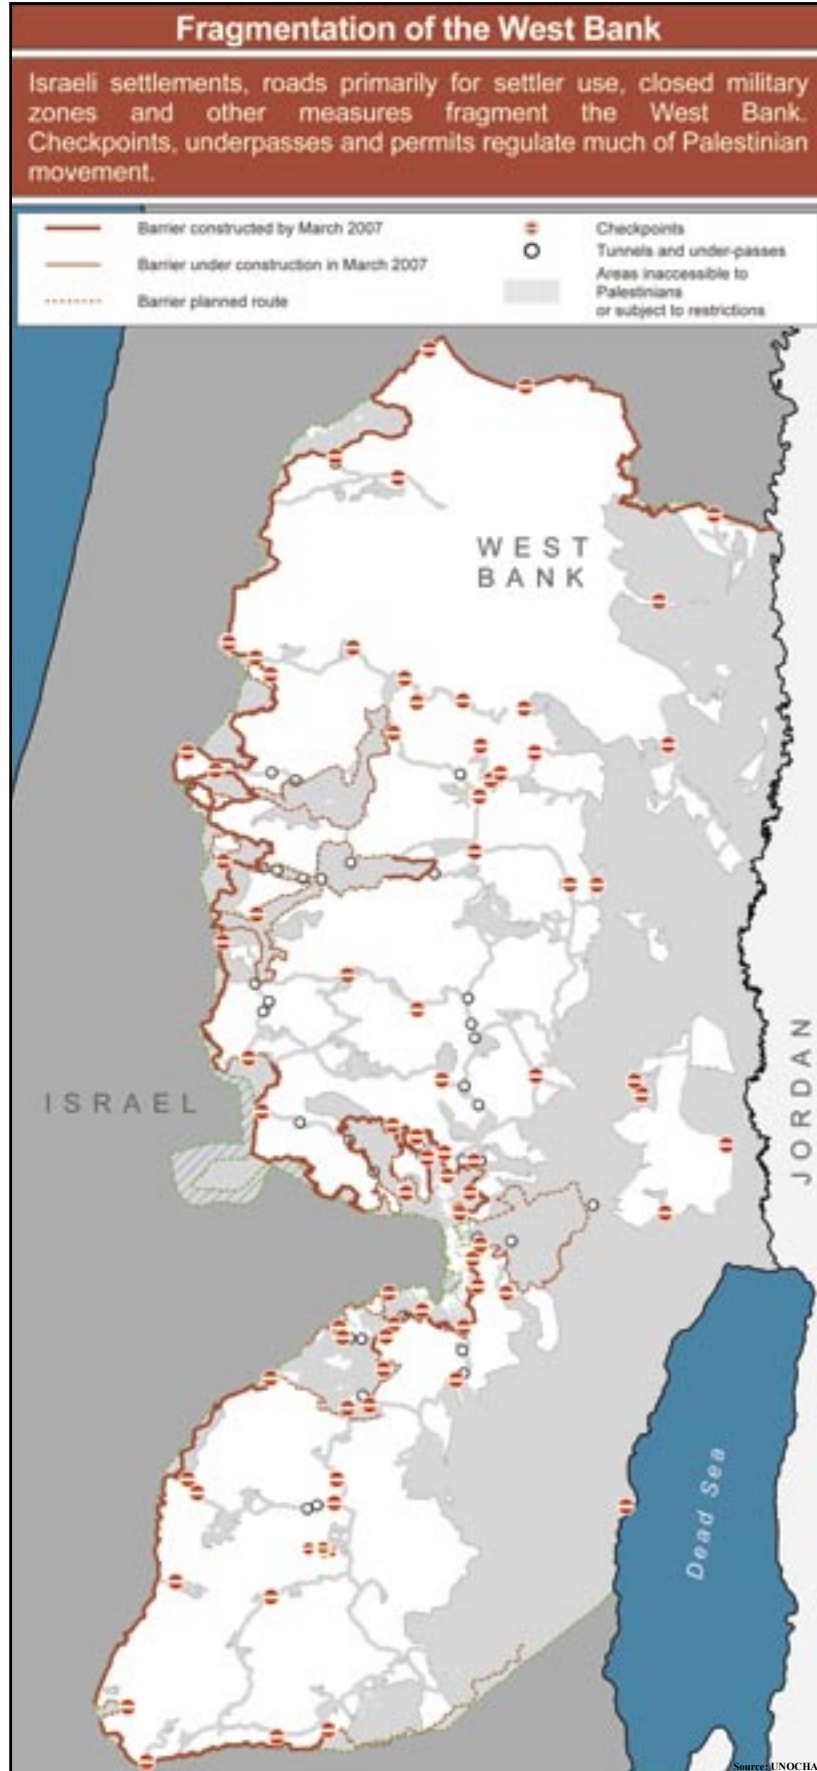 Fragmentation of the West Bank
Israeli settlements, roads primarily for settler use, closed military
zones and other measures fragment the West Bank.
Checkpoints, underpasses and permits regulate much of Palestinian
movement.
Barrier constructed by March 2007
Barrier under construction in March 2007
Barrier planned route
Checkpoints
Tunnels and under-passes
Areas inaccessible to
Palestinians
or subject to restrictions
WEST
BANK
ISRAEL
JORDAN
Dead Sea
Source: UNOCHA